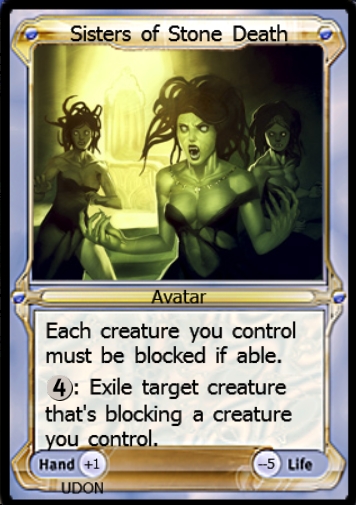 Sisters of Stone Death
Avatar
Each creature you control
must be blocked if able.
4: Exile target creature
that's blocking a creature
you control.
Hand +1 --5 Life
UDON